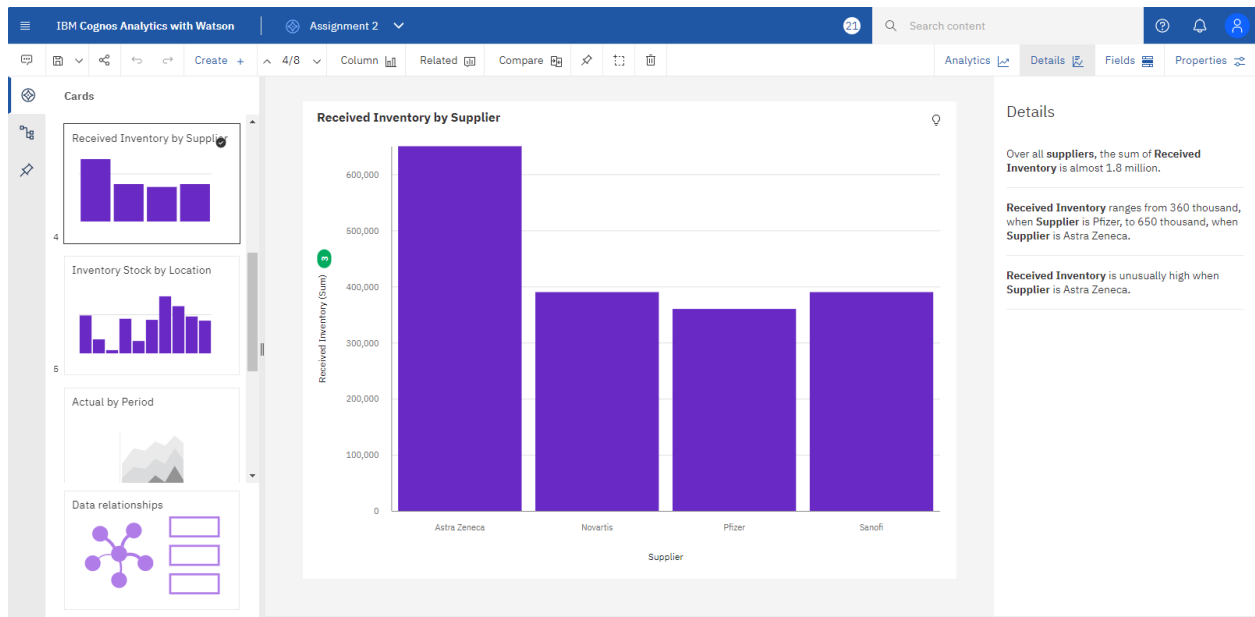 IBM Cognos Analytics with Watson
Assignment 2
21
Search content
Create +
4/8
Column
Related
Compare
Analytics
Details
Fields
Properties
Cards
Received Inventory by Supplier
4
Inventory Stock by Location
5
Actual by Period
Data relationships
Received Inventory by Supplier
600,000
500,000
400,000
300,000
200,000
100,000
0
Received Inventory (Sum)
3
Astra Zeneca
Novartis
Pfizer
Sanofi
Supplier
Details
Over all suppliers, the sum of Received
Inventory is almost 1.8 million.
Received Inventory ranges from 360 thousand,
when Supplier is Pfizer, to 650 thousand, when
Supplier is Astra Zeneca.
Received Inventory is unusually high when
Supplier is Astra Zeneca.